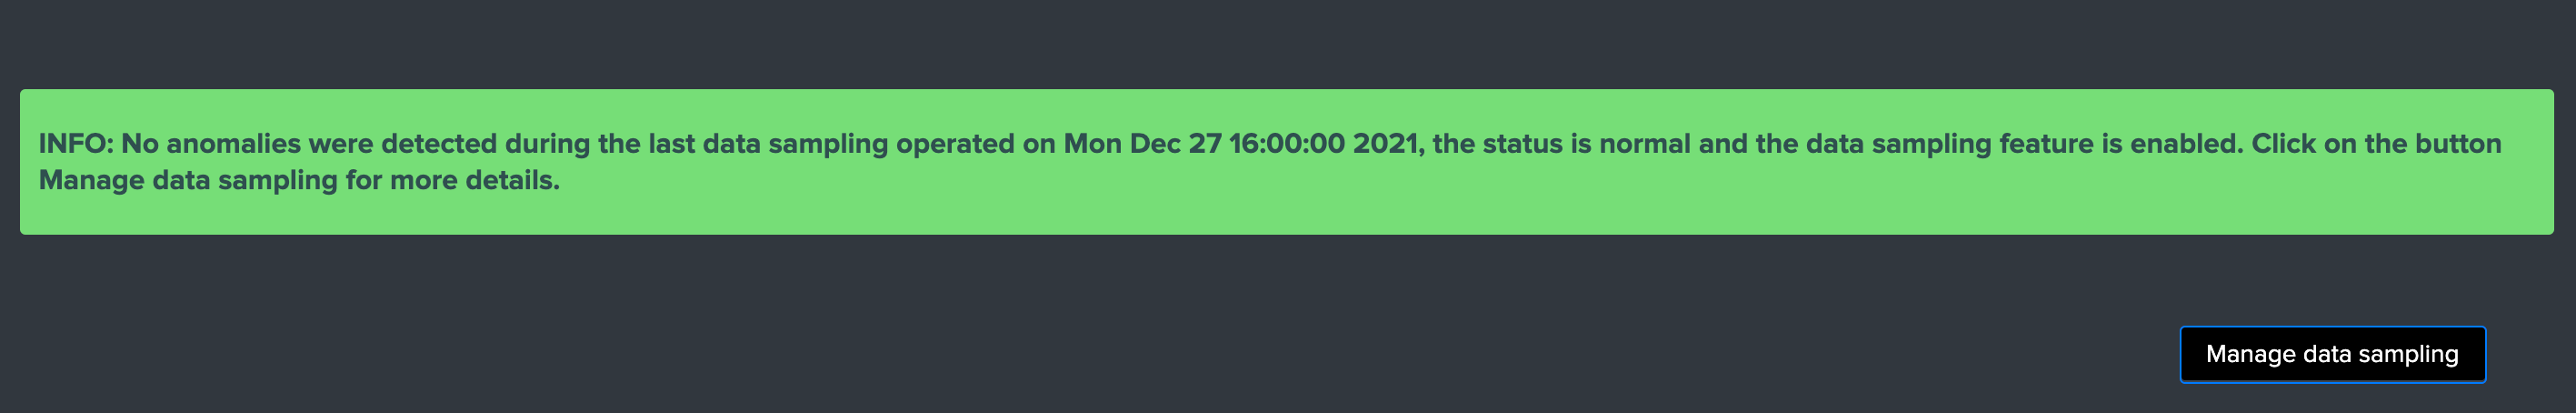 INFO: No anomalies were detected during the last data sampling operated on Mon Dec 27 16:00:00 2021, the status is normal and the data sampling feature is enabled. Click on the button
Manage data sampling for more details.
Manage data sampling